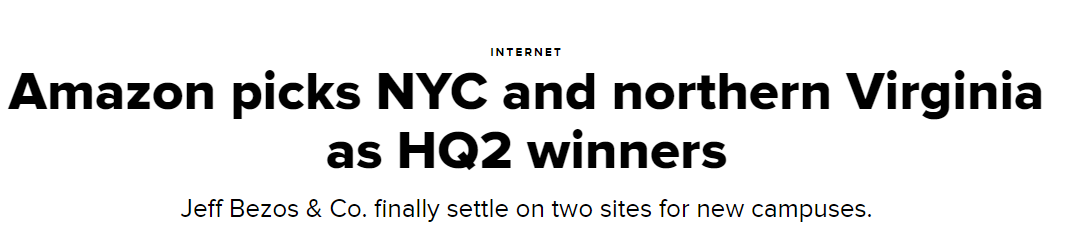 INTERNET
Amazon picks NYC and northern Virginia
as HQ2 winners
Jeff Bezos & Co. finally settle on two sites for new campuses.